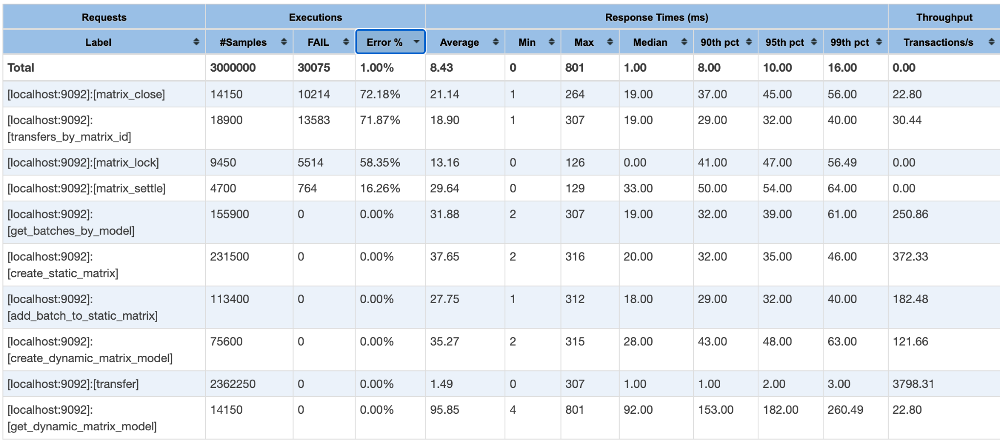 Requests Executions Response Times (ms) Throughput
Label #Samples FAIL Error % Average Min Max Median 90th pct 95th pct 99th pct Transactions/s
Total 3000000 30075 1.00% 8.43 0 801 1.00 8.00 10.00 16.00 0.00
[localhost:9092]:[matrix_close] 14150 10214 72.18% 21.14 1 264 19.00 37.00 45.00 56.00 22.80
[localhost:9092]: 18900 13583 71.87% 18.90 1 307 19.00 29.00 32.00 40.00 30.44
[transfers_by_matrix_id]
[localhost:9092]:[matrix_lock] 9450 5514 58.35% 13.16 0 126 0.00 41.00 47.00 56.49 0.00
[localhost:9092]:[matrix_settle] 4700 764 16.26% 29.64 0 129 33.00 50.00 54.00 64.00 0.00
[localhost:9092]: 155900 0 0.00% 31.88 2 307 19.00 32.00 39.00 61.00 250.86
[get_batches_by_model]
[localhost:9092]: 231500 0 0.00% 37.65 2 316 20.00 32.00 35.00 46.00 372.33
[create_static_matrix]
[localhost:9092]: 113400 0 0.00% 27.75 1 312 18.00 29.00 32.00 40.00 182.48
[add_batch_to_static_matrix]
[localhost:9092]: 75600 0 0.00% 35.27 2 315 28.00 43.00 48.00 63.00 121.66
[create_dynamic_matrix_model]
[localhost:9092]:[transfer] 2362250 0 0.00% 1.49 0 307 1.00 1.00 2.00 3.00 3798.31
[localhost:9092]: 14150 0 0.00% 95.85 4 801 92.00 153.00 182.00 260.49 22.80
[get_dynamic_matrix_model]